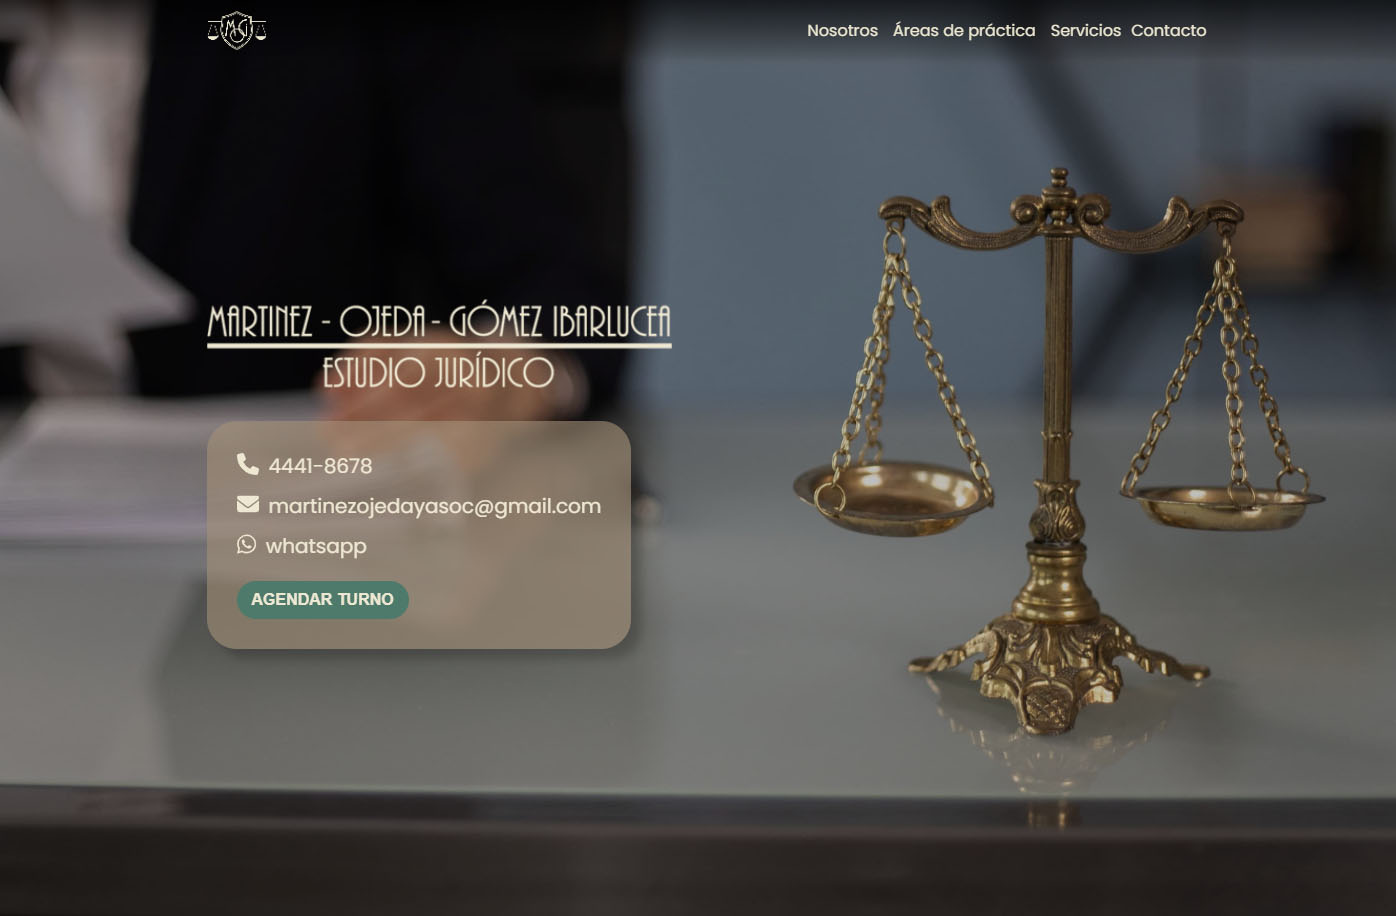 MG
Nosotros Áreas de práctica Servicios Contacto
MARTINEZ - OJEDA - GÓMEZ IBARLUCEA
ESTUDIO JURÍDICO
4441-8678
martinezojedayasoc@gmail.com
whatsapp
AGENDAR TURNO